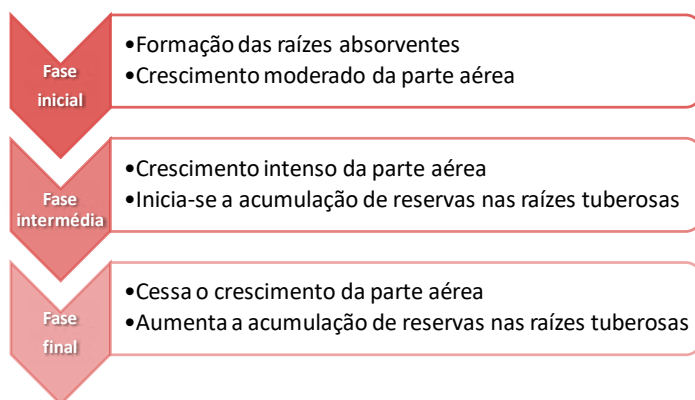 Fase
inicial
•Formação das raízes absorventes
•Crescimento moderado da parte aérea
Fase
intermédia
•Crescimento intenso da parte aérea
•Inicia-se a acumulação de reservas nas raízes tuberosas
Fase
final
•Cessa o crescimento da parte aérea
•Aumenta a acumulação de reservas nas raízes tuberosas